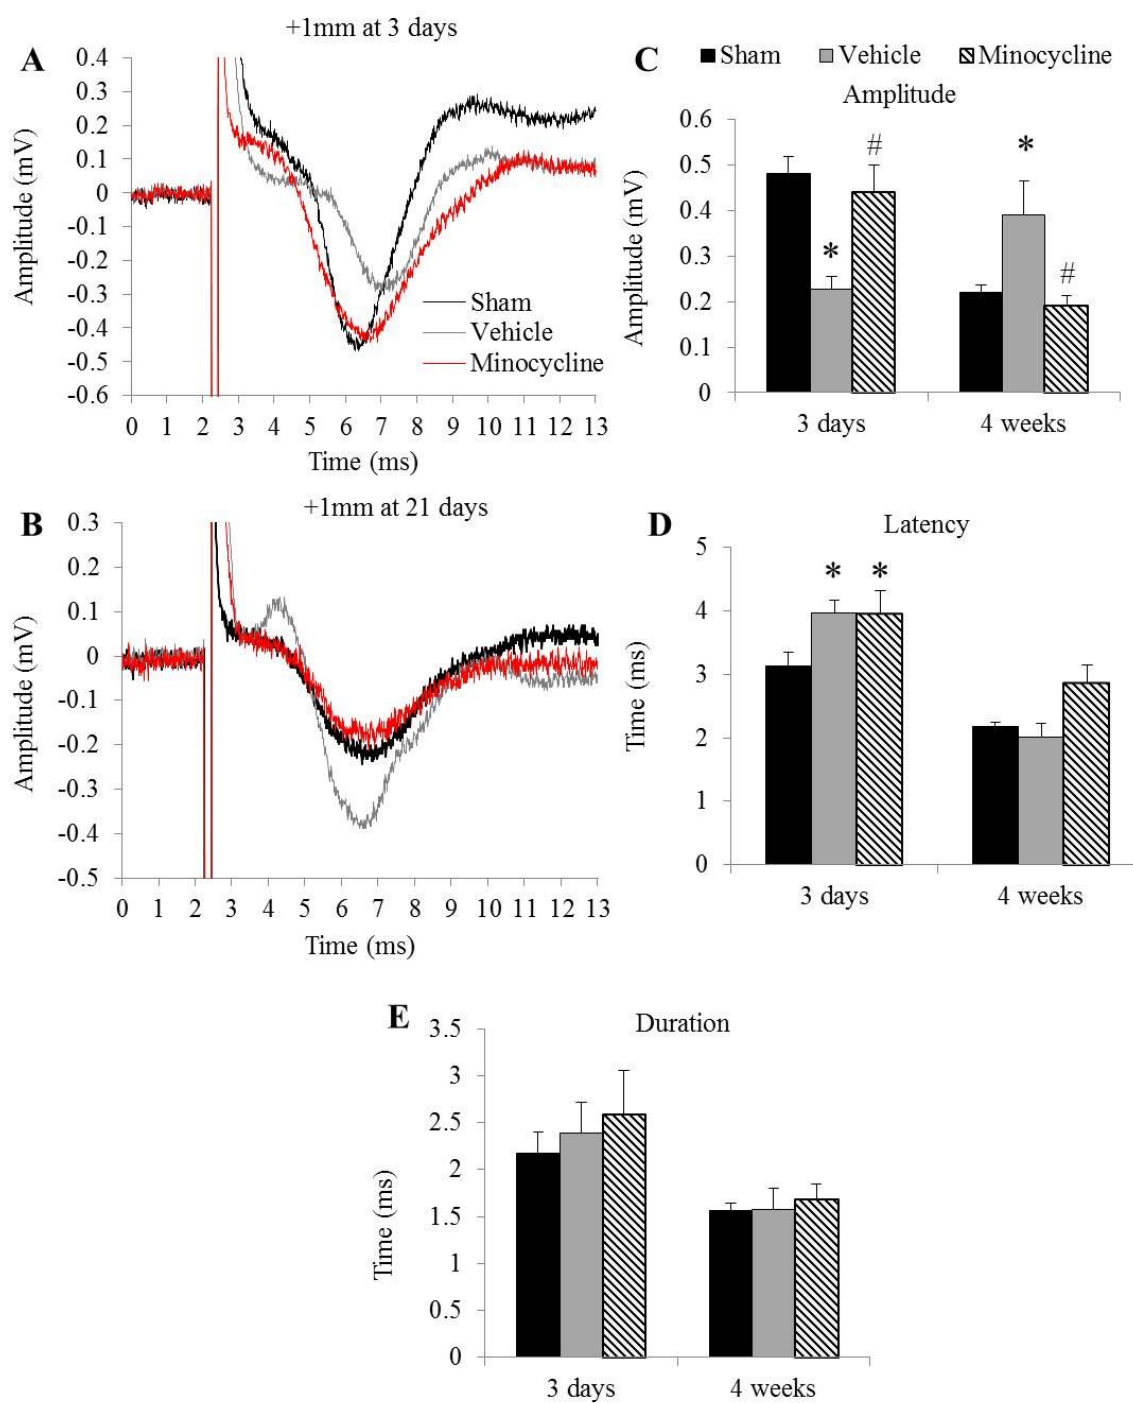 +1mm at 3 days
A
0.4
0.3
0.2
0.1
0
-0.1
-0.2
-0.3
-0.4
-0.5
-0.6
Amplitude (mV)
Sham
Vehicle
Minocycline
0 1 2 3 4 5 6 7 8 9 10 11 12 13
Time (ms)
+1mm at 21 days
B
0.3
0.2
0.1
0
-0.1
-0.2
-0.3
-0.4
-0.5
Amplitude (mV)
0 1 2 3 4 5 6 7 8 9 10 11 12 13
Time (ms)
C
Sham Vehicle Minocycline
Amplitude
0.6
0.5
0.4
0.3
0.2
0.1
0
Amplitude (mV)
* # * #
3 days 4 weeks
D
Latency
5
4
3
2
1
0
Time (ms)
* *
3 days 4 weeks
E
Duration
3.5
3
2.5
2
1.5
1
0.5
0
Time (ms)
3 days 4 weeks